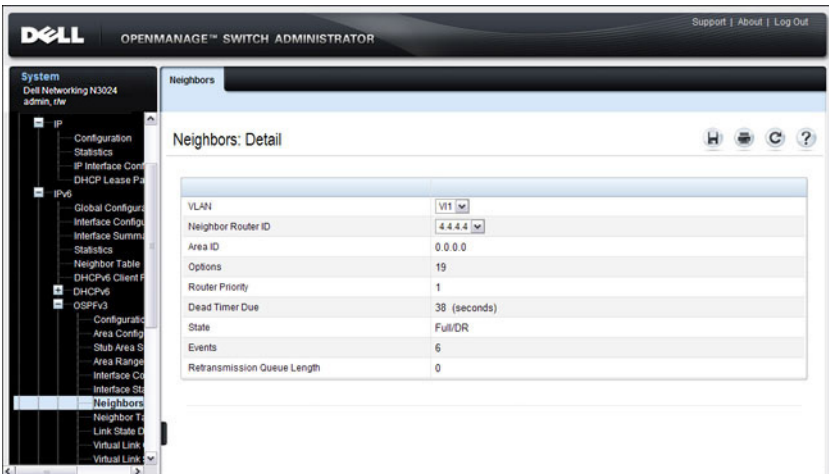 Support | About | Log Out
DELL OPENMANAGE™ SWITCH ADMINISTRATOR
System
Dell Networking N3024
admin, r/w
IP
Configuration
Statistics
IP Interface Conf
DHCP Lease Pa
IPv6
Global Configura
Interface Configu
Interface Summa
Statistics
Neighbor Table
DHCPv6 Client P
DHCPv6
OSPFv3
Configuratio
Area Config
Stub Area S
Area Range
Interface Co
Interface Sta
Neighbors
Neighbor Ta
Link State D
Virtual Link
Virtual Link
Neighbors
Neighbors: Detail
VLAN Vl1
Neighbor Router ID 4.4.4.4
Area ID 0.0.0.0
Options 19
Router Priority 1
Dead Timer Due 38 (seconds)
State Full/DR
Events 6
Retransmission Queue Length 0